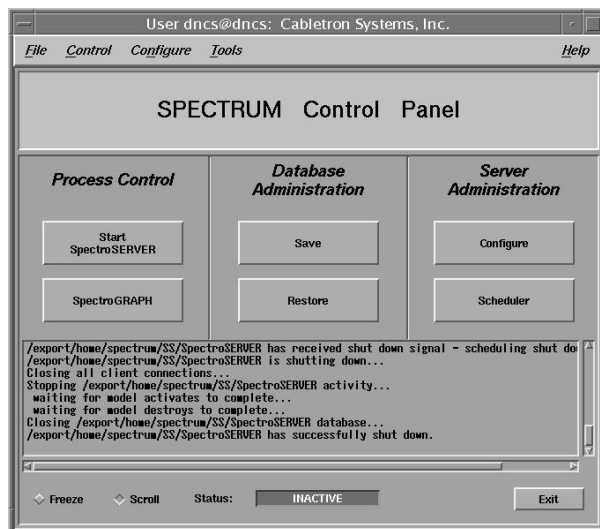 User dncs@dncs: Cabletron Systems, Inc.
File Control Configure Tools Help
SPECTRUM Control Panel
Process Control
Start
SpectroSERVER
SpectroGRAPH
Database
Administration
Save
Restore
Server
Administration
Configure
Scheduler
/export/home/spectrum/SS/SpectroSERVER has received shut down signal - scheduling shut do
/export/home/spectrum/SS/SpectroSERVER is shutting down...
Closing all client connections...
Stopping /export/home/spectrum/SS/SpectroSERVER activity...
waiting for model activates to complete...
waiting for model destroys to complete...
Closing /export/home/spectrum/SS/SpectroSERVER database...
/export/home/spectrum/SS/SpectroSERVER has successfully shut down.
Freeze Scroll Status: INACTIVE Exit